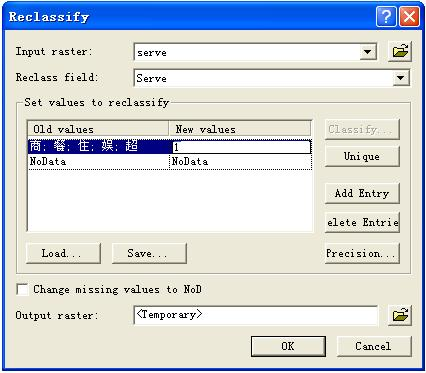 Reclassify
Input raster: serve
Reclass field: Serve
Set values to reclassify
Old values New values
商; 餐; 住; 娱; 超 1
NoData NoData
Classify...
Unique
Add Entry
elete Entrie
Load... Save... Precision...
Change missing values to NoD
Output raster: <Temporary>
OK Cancel